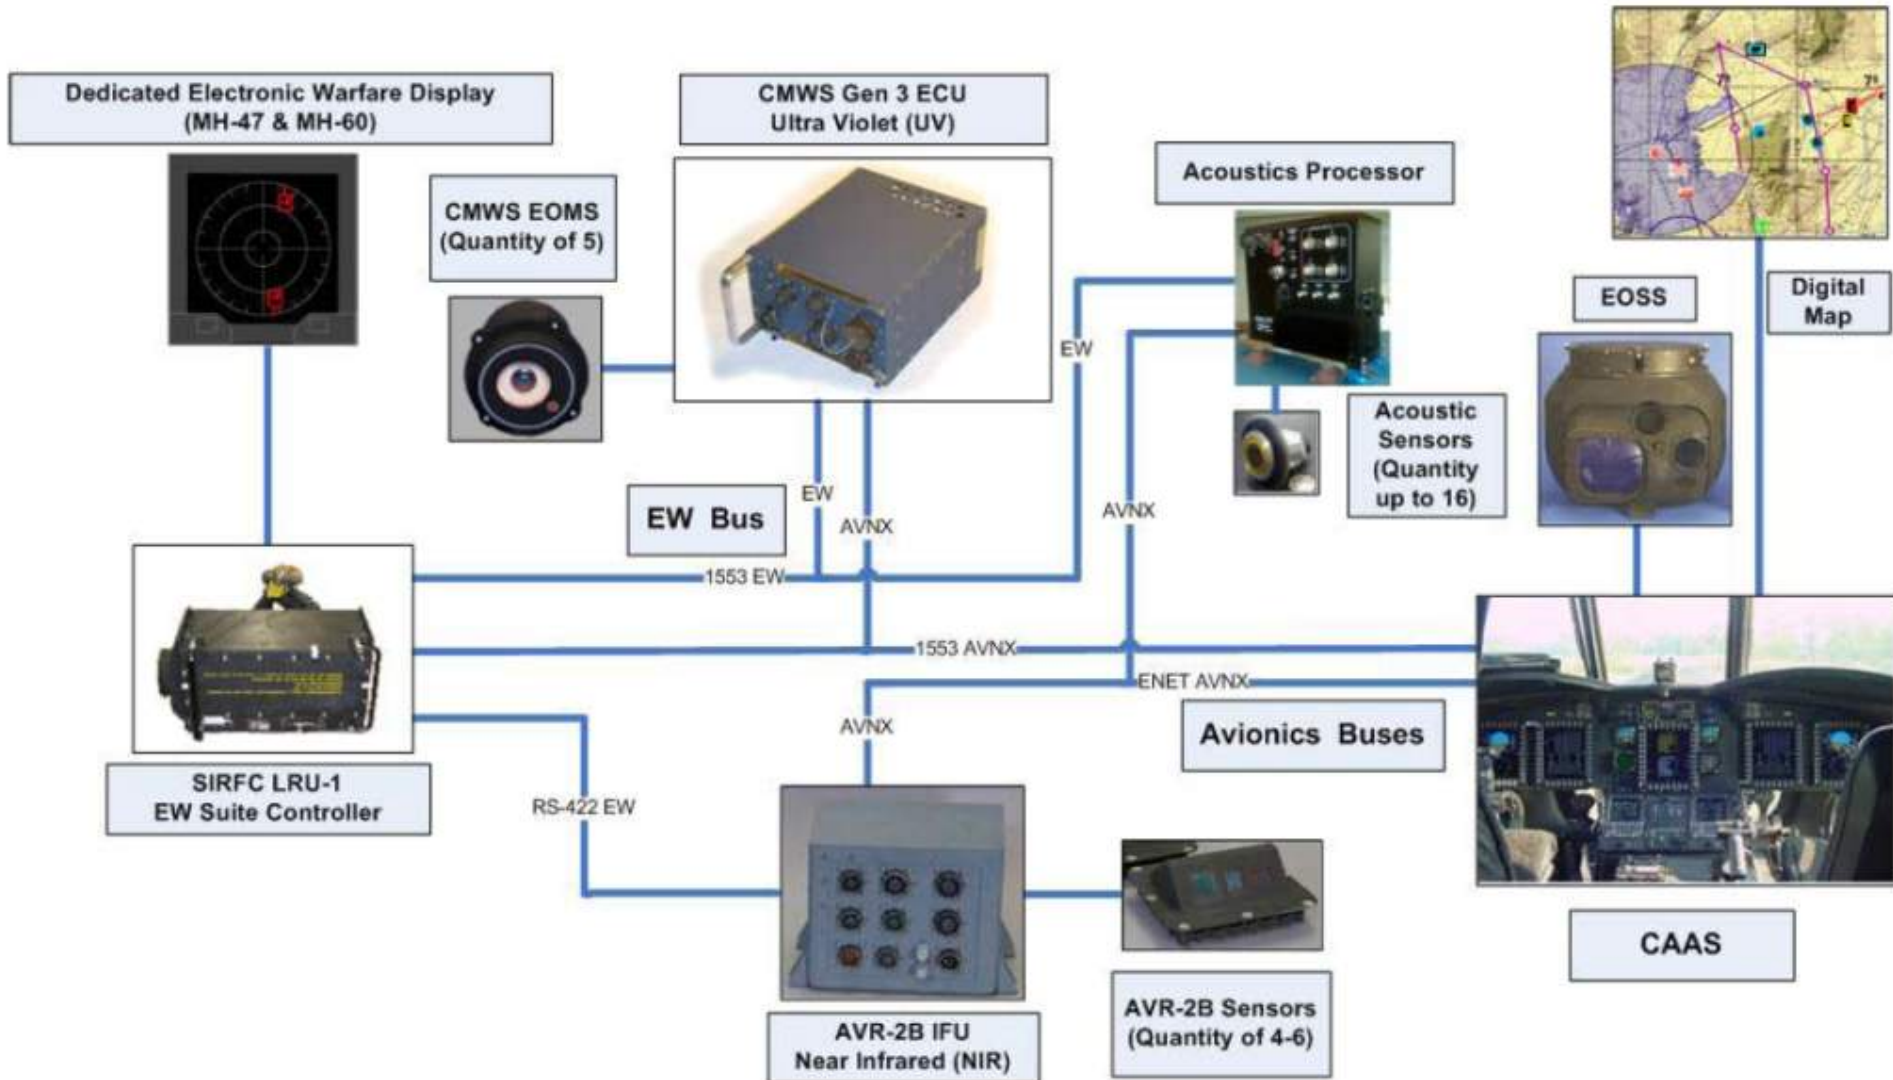 Dedicated Electronic Warfare Display
(MH-47 & MH-60)
CMWS Gen 3 ECU
Ultra Violet (UV)
CMWS EOMS
(Quantity of 5)
Acoustics Processor
EOSS
Digital
Map
EW
Acoustic
Sensors
(Quantity
up to 16)
EW
EW Bus
AVNX
AVNX
1553 EW
1553 AVNX
ENET AVNX
AVNX
Avionics Buses
SIRFC LRU-1
EW Suite Controller
RS-422 EW
CAAS
AVR-2B Sensors
(Quantity of 4-6)
AVR-2B IFU
Near Infrared (NIR)